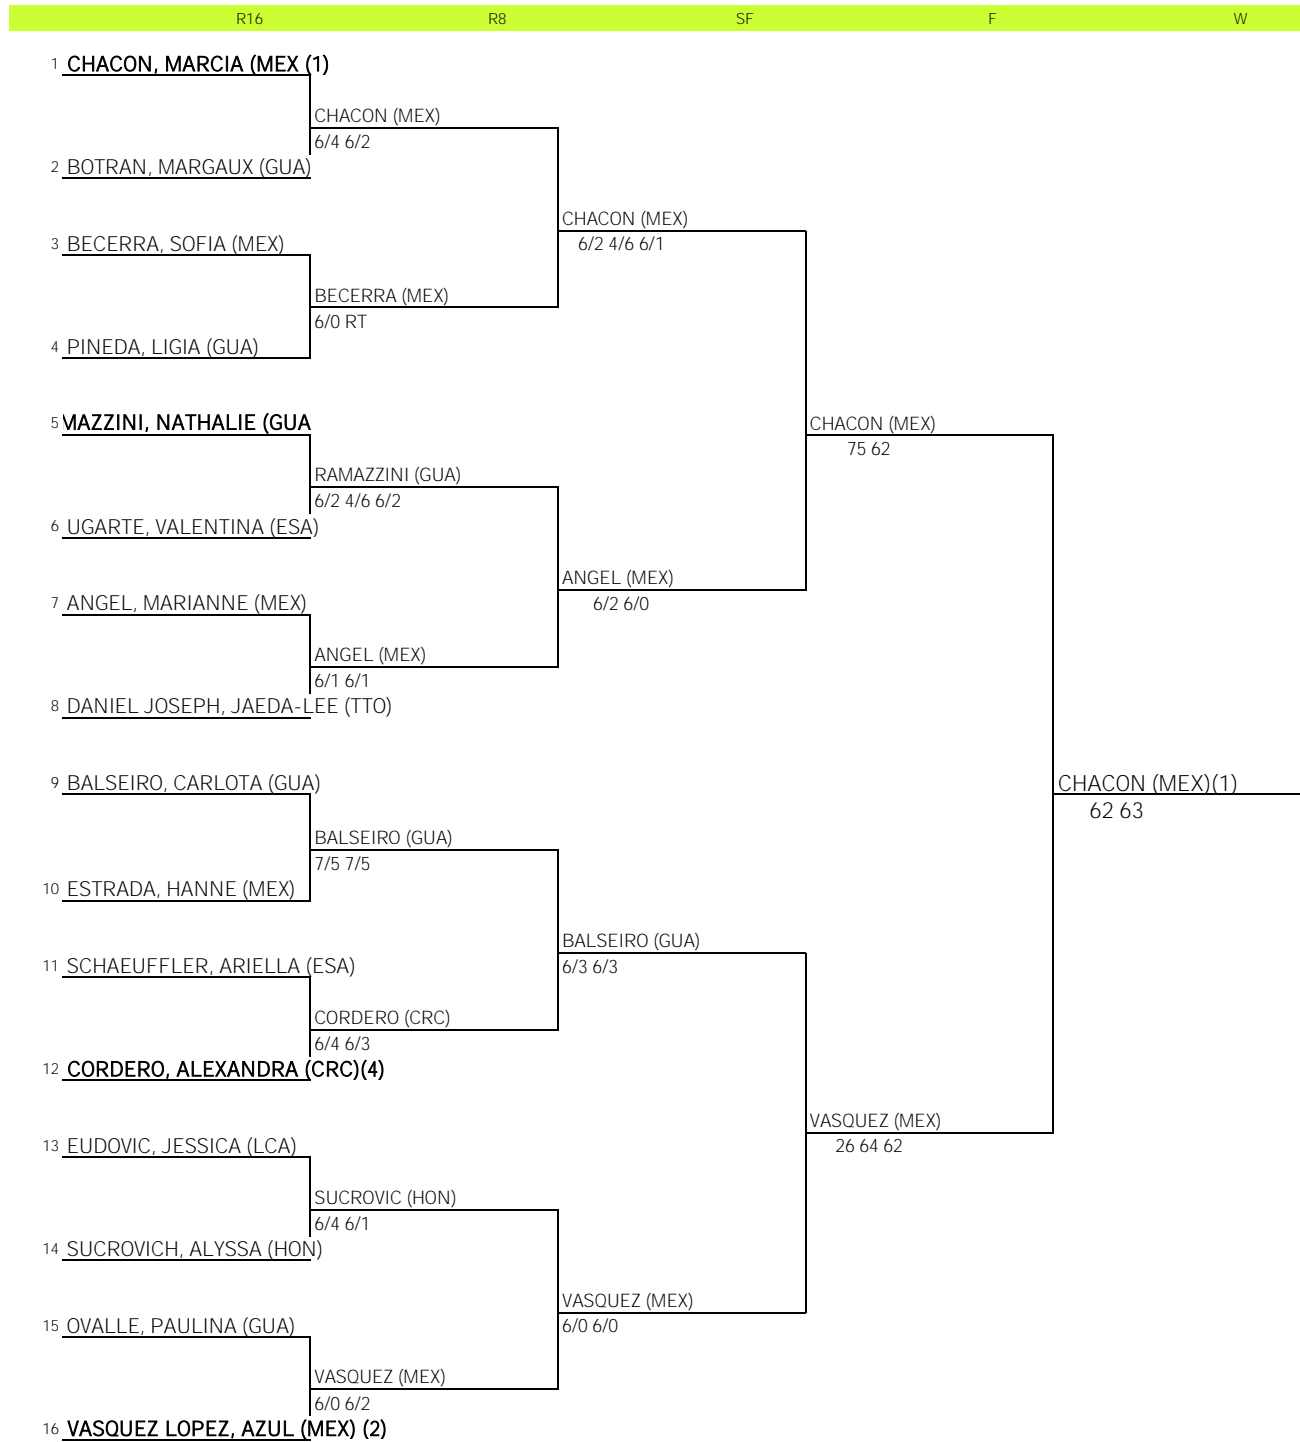 R16 R8 SF F W
1 CHACON, MARCIA (MEX (1)
CHACON (MEX)
6/4 6/2
2 BOTRAN, MARGAUX (GUA)
CHACON (MEX)
6/2 4/6 6/1
3 BECERRA, SOFIA (MEX)
BECERRA (MEX)
6/0 RT
4 PINEDA, LIGIA (GUA)
CHACON (MEX)
75 62
5 MAZZINI, NATHALIE (GUA
RAMAZZINI (GUA)
6/2 4/6 6/2
6 UGARTE, VALENTINA (ESA)
ANGEL (MEX)
6/2 6/0
7 ANGEL, MARIANNE (MEX)
ANGEL (MEX)
6/1 6/1
8 DANIEL JOSEPH, JAEDA-LEE (TTO)
CHACON (MEX)(1)
62 63
9 BALSEIRO, CARLOTA (GUA)
BALSEIRO (GUA)
7/5 7/5
10 ESTRADA, HANNE (MEX)
BALSEIRO (GUA)
6/3 6/3
11 SCHAEUFFLER, ARIELLA (ESA)
CORDERO (CRC)
6/4 6/3
12 CORDERO, ALEXANDRA (CRC)(4)
VASQUEZ (MEX)
26 64 62
13 EUDOVIC, JESSICA (LCA)
SUCROVIC (HON)
6/4 6/1
14 SUCROVICH, ALYSSA (HON)
VASQUEZ (MEX)
6/0 6/0
15 OVALLE, PAULINA (GUA)
VASQUEZ (MEX)
6/0 6/2
16 VASQUEZ LOPEZ, AZUL (MEX) (2)